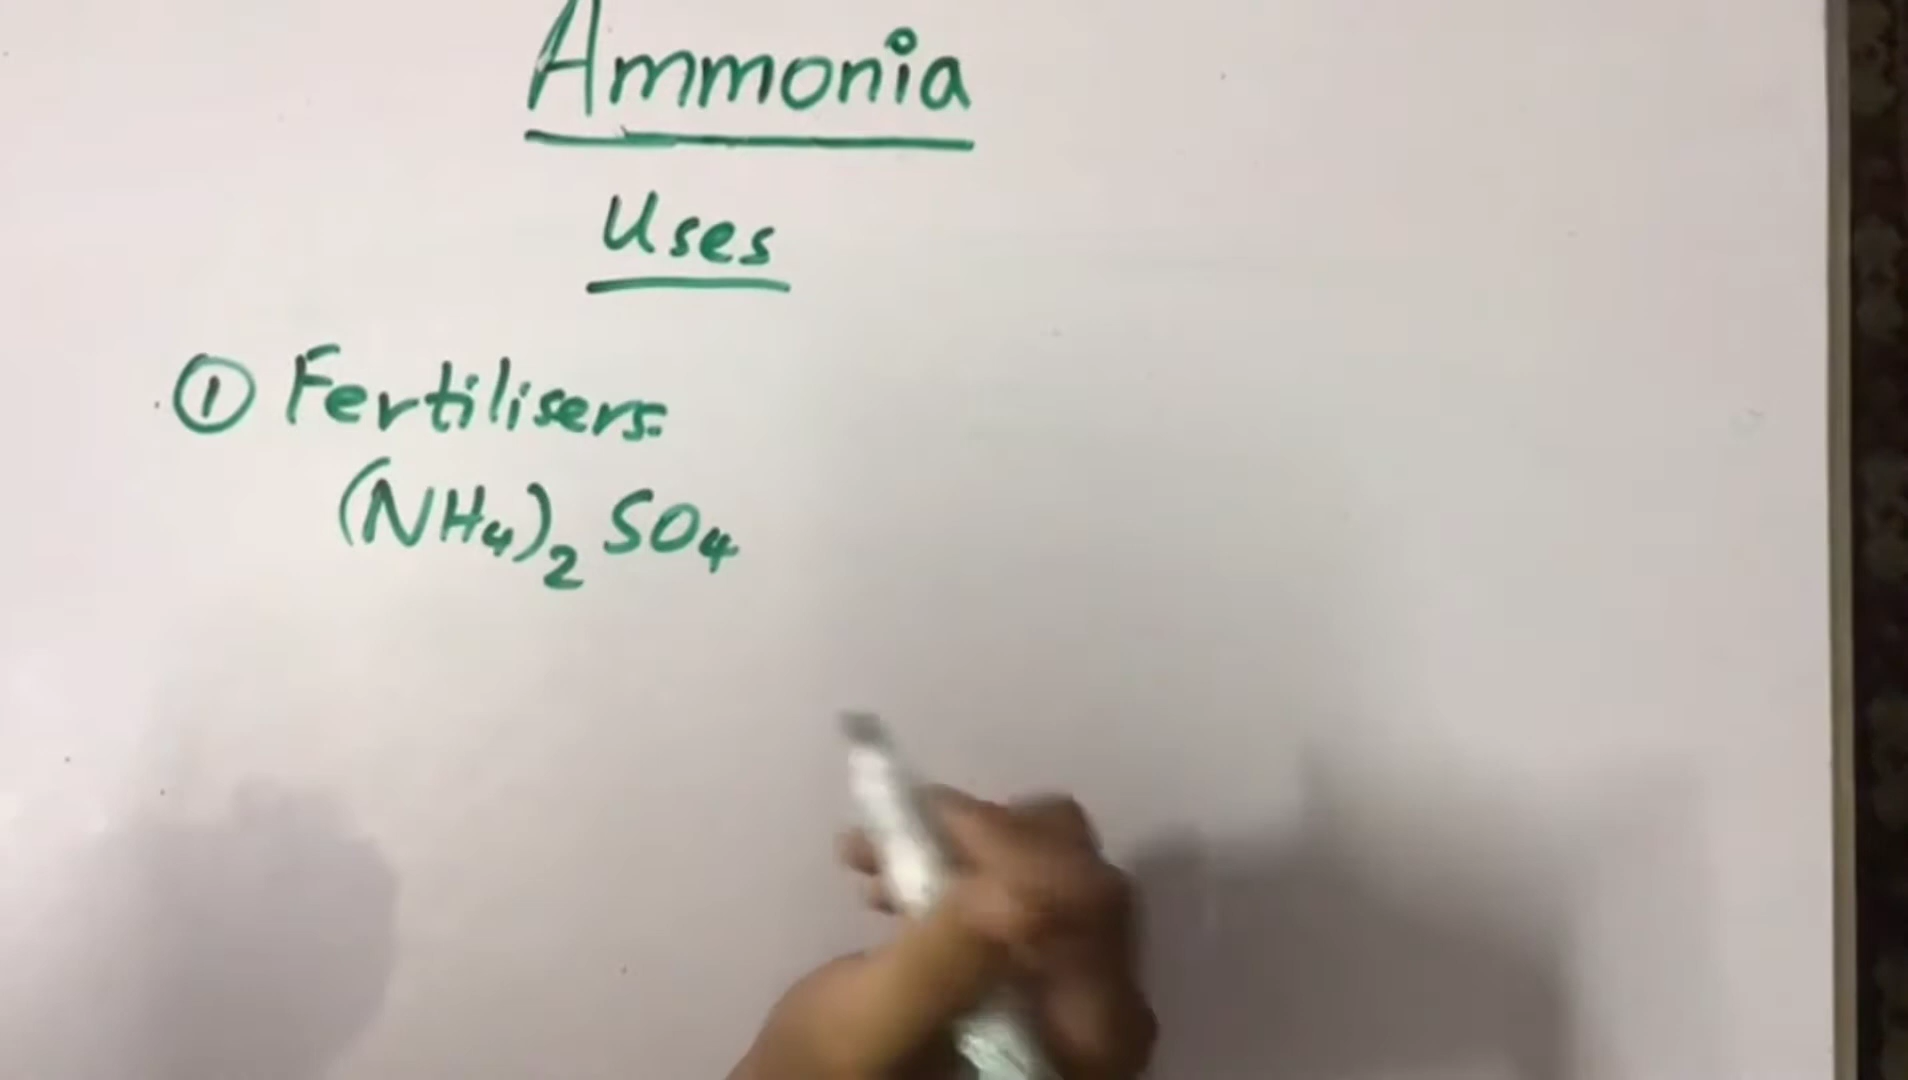 Ammonia
Uses
① Fertilisers:
(NH₄)₂ SO₄